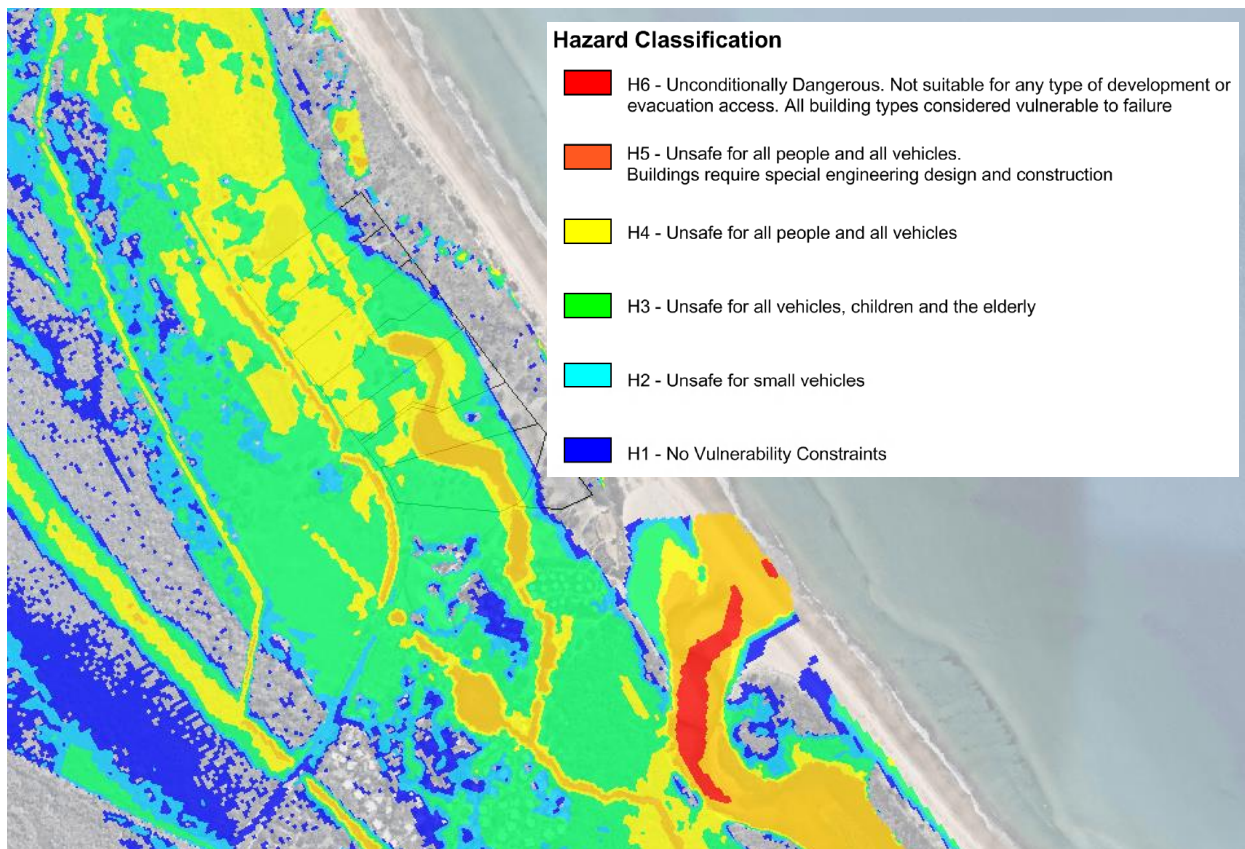 Hazard Classification
H6 - Unconditionally Dangerous. Not suitable for any type of development or
evacuation access. All building types considered vulnerable to failure
H5 - Unsafe for all people and all vehicles.
Buildings require special engineering design and construction
H4 - Unsafe for all people and all vehicles
H3 - Unsafe for all vehicles, children and the elderly
H2 - Unsafe for small vehicles
H1 - No Vulnerability Constraints